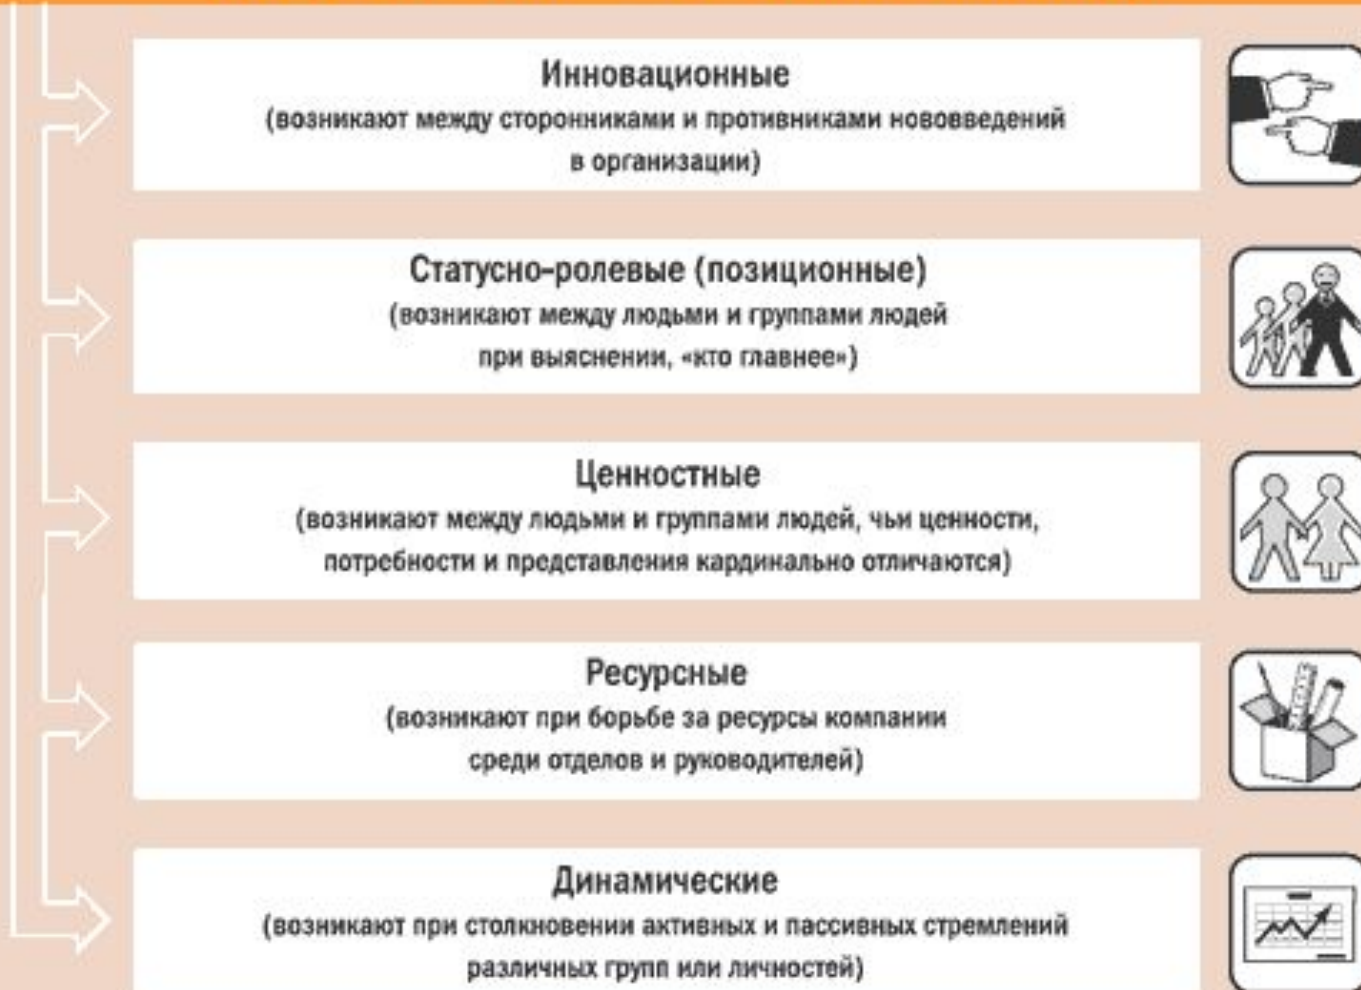 Инновационные
(возникают между сторонниками и противниками нововведений
в организации)
Статусно-ролевые (позиционные)
(возникают между людьми и группами людей
при выяснении, «кто главнее»)
Ценностные
(возникают между людьми и группами людей, чьи ценности,
потребности и представления кардинально отличаются)
Ресурсные
(возникают при борьбе за ресурсы компании
среди отделов и руководителей)
Динамические
(возникают при столкновении активных и пассивных стремлений
различных групп или личностей)